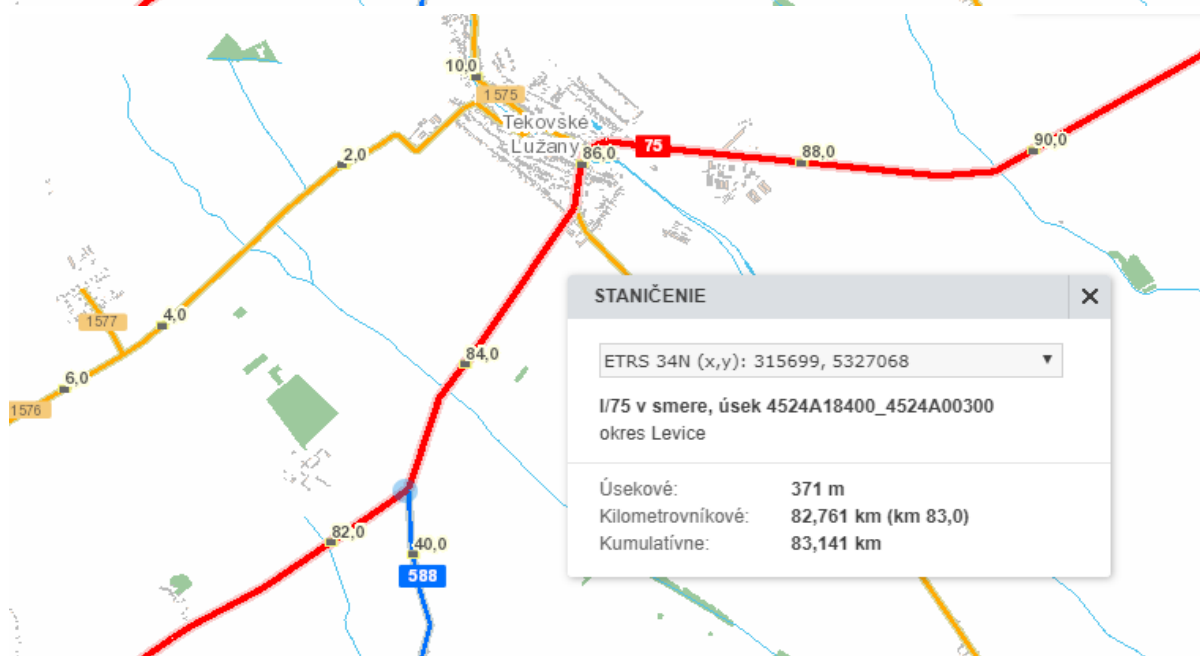 10,0
1575
Tekovské
Lužany
86,0
75
88,0
90,0
2,0
1577
4,0
6,0
1576
84,0
82,0
40,0
588
STANIČENIE
ETRS 34N (x,y): 315699, 5327068
I/75 v smere, úsek 4524A18400_4524A00300
okres Levice
Úsekové: 371 m
Kilometrovníkové: 82,761 km (km 83,0)
Kumulatívne: 83,141 km